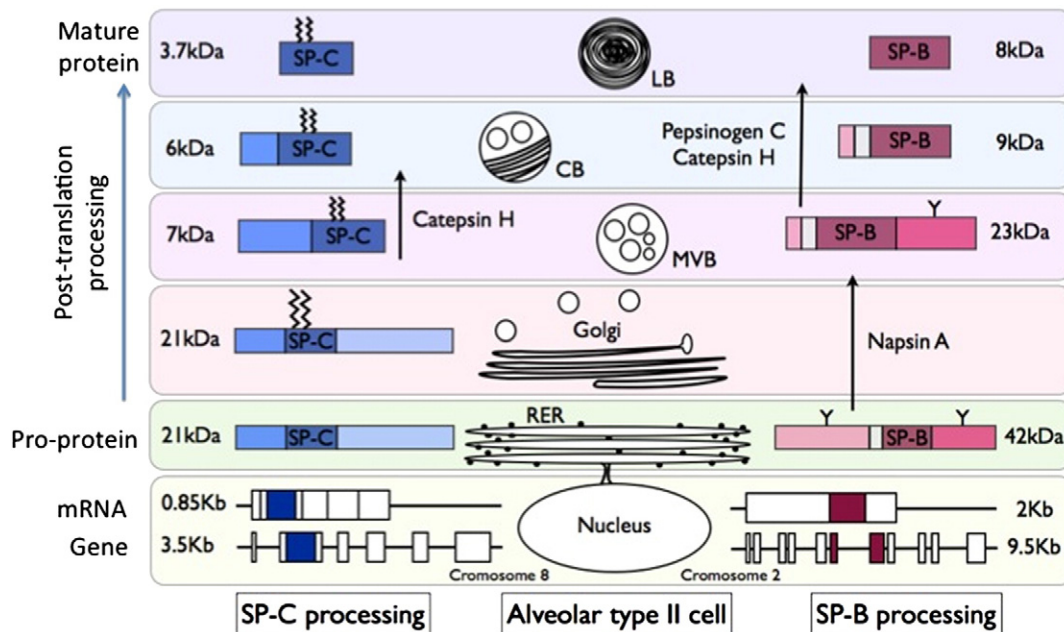 Mature
protein
3.7kDa
SP-C
LB
SP-B
8kDa
6kDa
SP-C
CB
Pepsinogen C
Catepsin H
SP-B
9kDa
7kDa
SP-C
Catepsin H
MVB
Y
SP-B
23kDa
Post-translation
processing
21kDa
SP-C
Golgi
Napsin A
Pro-protein
21kDa
SP-C
RER
Y
Y
SP-B
42kDa
mRNA
0.85Kb
Nucleus
2Kb
Gene
3.5Kb
9.5Kb
Cromosome 8
Cromosome 2
SP-C processing
Alveolar type II cell
SP-B processing